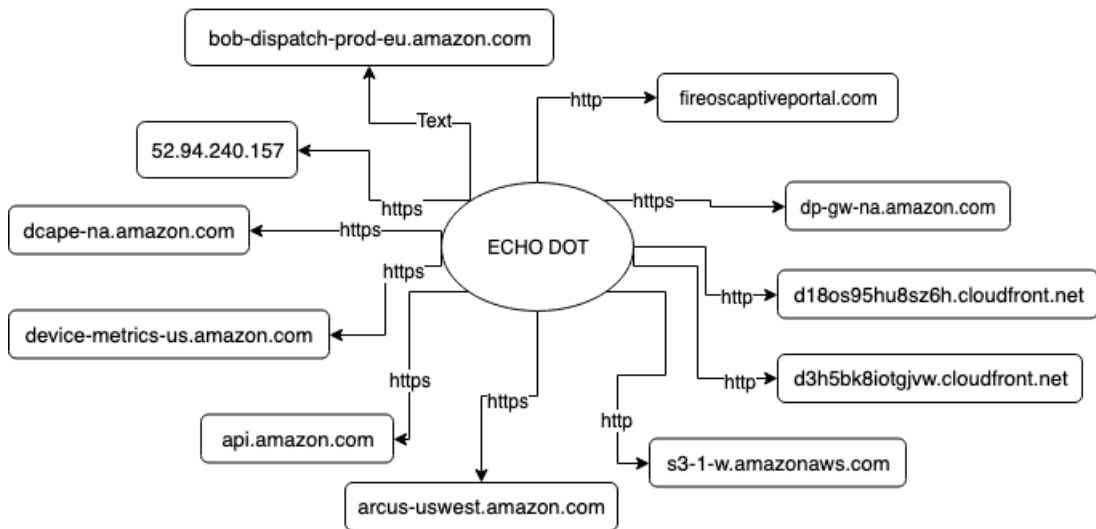 bob-dispatch-prod-eu.amazon.com
http
fireoscaptiveportal.com
Text
52.94.240.157
https
https
dp-gw-na.amazon.com
dcape-na.amazon.com
https
ECHO DOT
https
device-metrics-us.amazon.com
http
d18os95hu8sz6h.cloudfront.net
http
d3h5bk8iotgjvw.cloudfront.net
https
api.amazon.com
https
arcus-uswest.amazon.com
http
s3-1-w.amazonaws.com